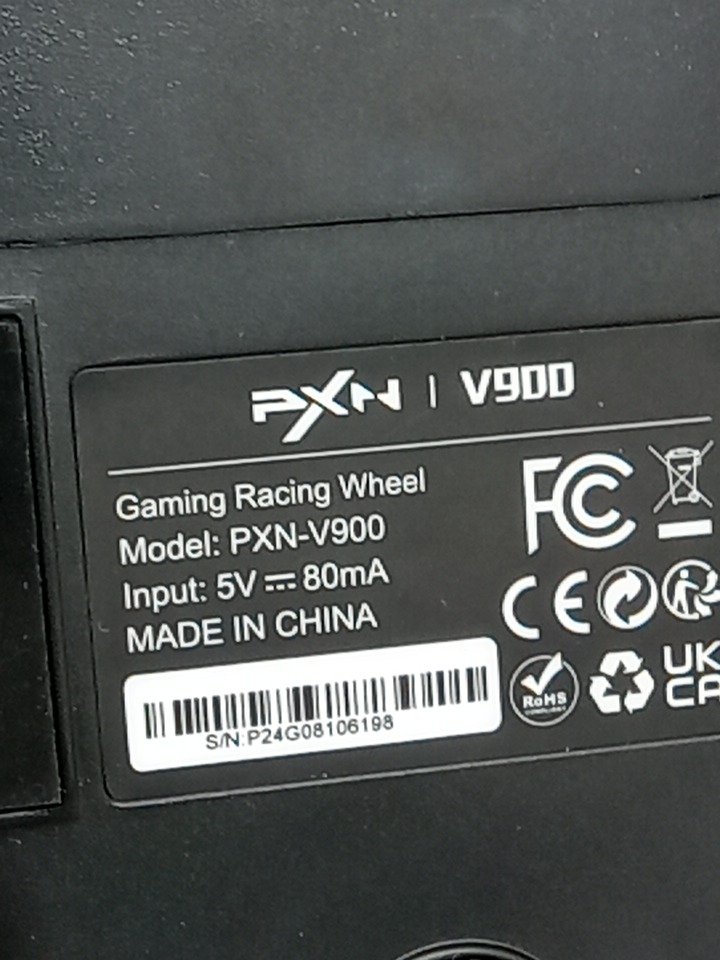 PXN | V900
Gaming Racing Wheel
Model: PXN-V900
Input: 5V ⎓ 80mA
MADE IN CHINA
S/N:P24G08106198
FC
CE
RoHS
UK
CA